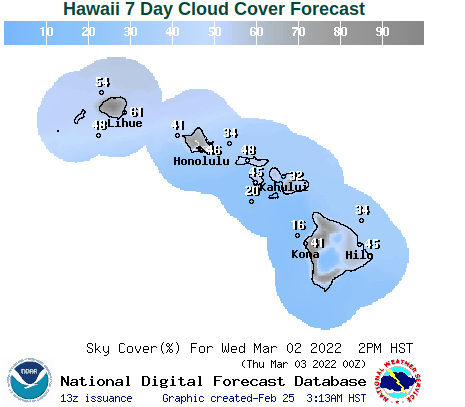 Hawaii 7 Day Cloud Cover Forecast
10 20 30 40 50 60 70 80 90
54
61
Lihue
48
41
34
46
Honolulu
48
45
32
Kahului
20
34
16
41
45
Kona
Hilo
Sky Cover(%) For Wed Mar 02 2022 2PM HST
(Thu Mar 03 2022 00Z)
NOAA
National Digital Forecast Database
13z issuance
Graphic created-Feb 25 3:13AM HST